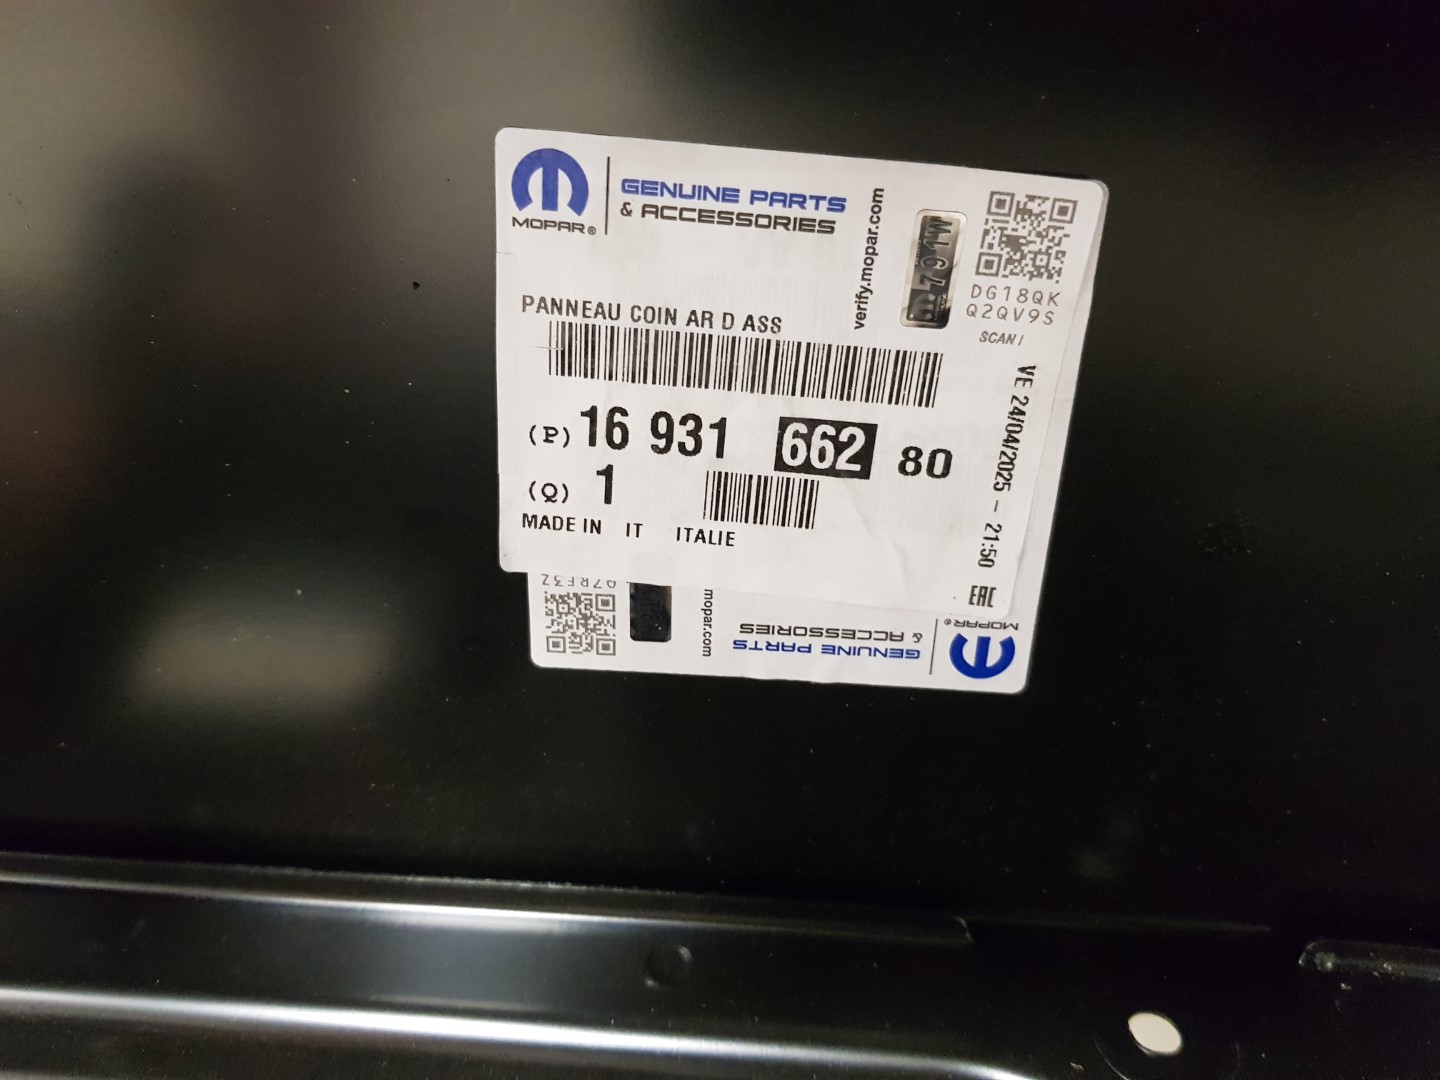 MOPAR®
GENUINE PARTS
& ACCESSORIES
verify.mopar.com
DG18QK
Q2QV9S
SCAN!
PANNEAU COIN AR D ASS
(P) 16 931 662 80
(Q) 1
MADE IN IT ITALIE
VE 24/04/2025 - 21:50
EAC
mopar.com
GENUINE PARTS
& ACCESSORIES
MOPAR®